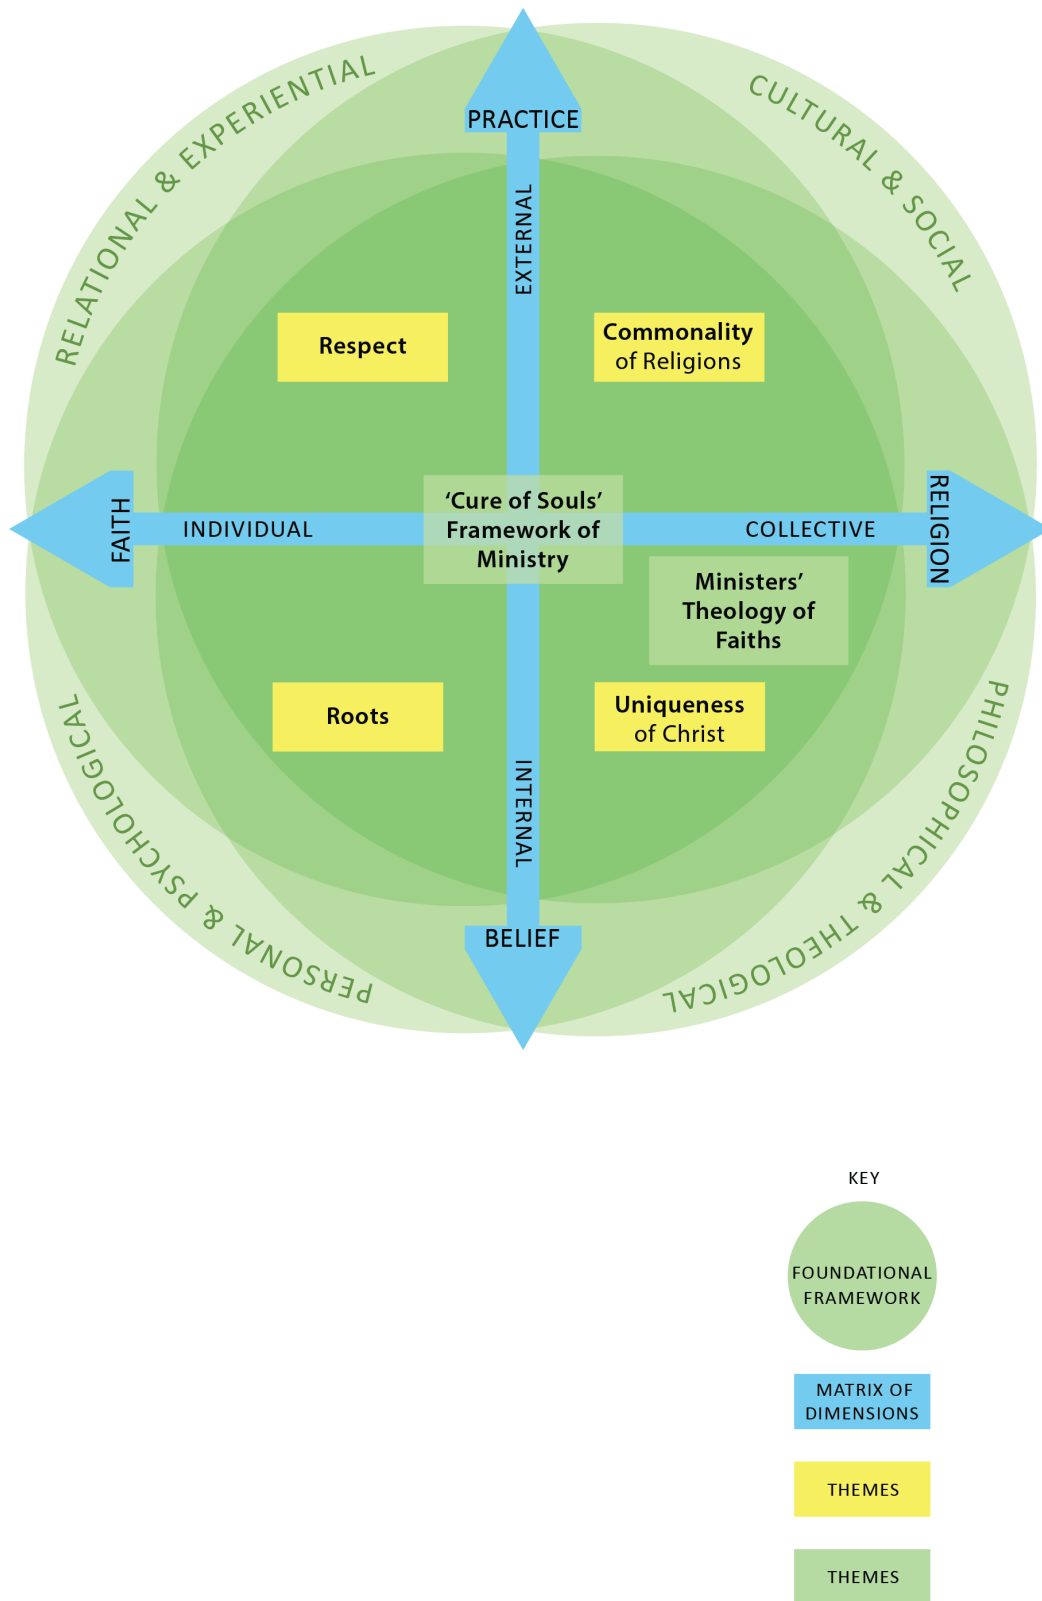 RELATIONAL & EXPERIENTIAL
CULTURAL & SOCIAL
PRACTICE
EXTERNAL
Respect
Commonality
of Religions
FAITH
INDIVIDUAL
‘Cure of Souls’
Framework of
Ministry
COLLECTIVE
RELIGION
Ministers’
Theology of
Faiths
Roots
Uniqueness
of Christ
INTERNAL
BELIEF
PERSONAL & PSYCHOLOGICAL
PHILOSOPHICAL & THEOLOGICAL
KEY
FOUNDATIONAL
FRAMEWORK
MATRIX OF
DIMENSIONS
THEMES
THEMES